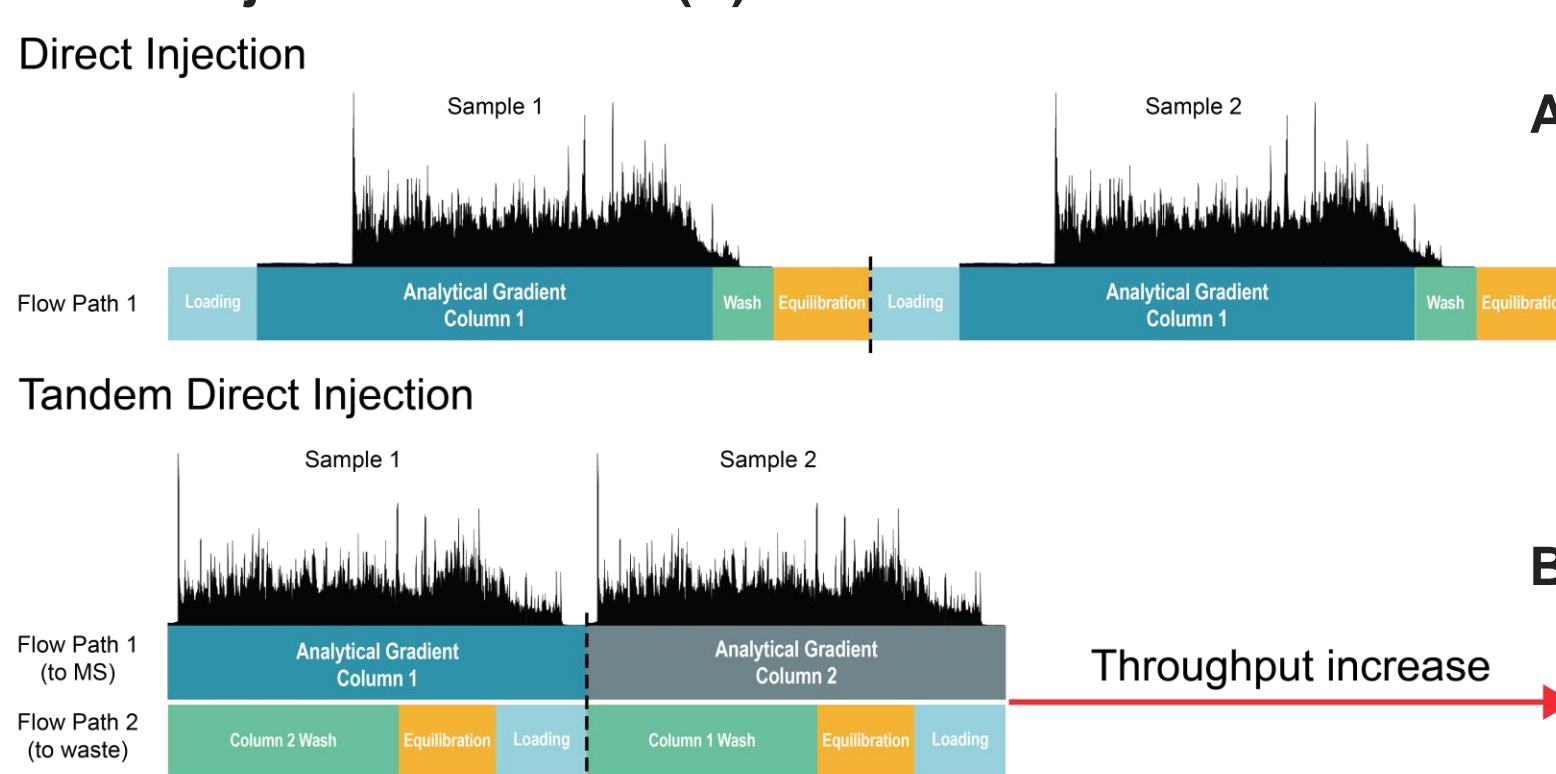 Direct Injection
Sample 1
Sample 2
A
Flow Path 1
Loading
Analytical Gradient
Column 1
Wash
Equilibration
Loading
Analytical Gradient
Column 1
Wash
Tandem Direct Injection
Sample 1
Sample 2
B
Flow Path 1
(to MS)
Analytical Gradient
Column 1
Analytical Gradient
Column 2
Throughput increase
Flow Path 2
(to waste)
Column 2 Wash
Equilibration
Loading
Column 1 Wash
Equilibration
Loading